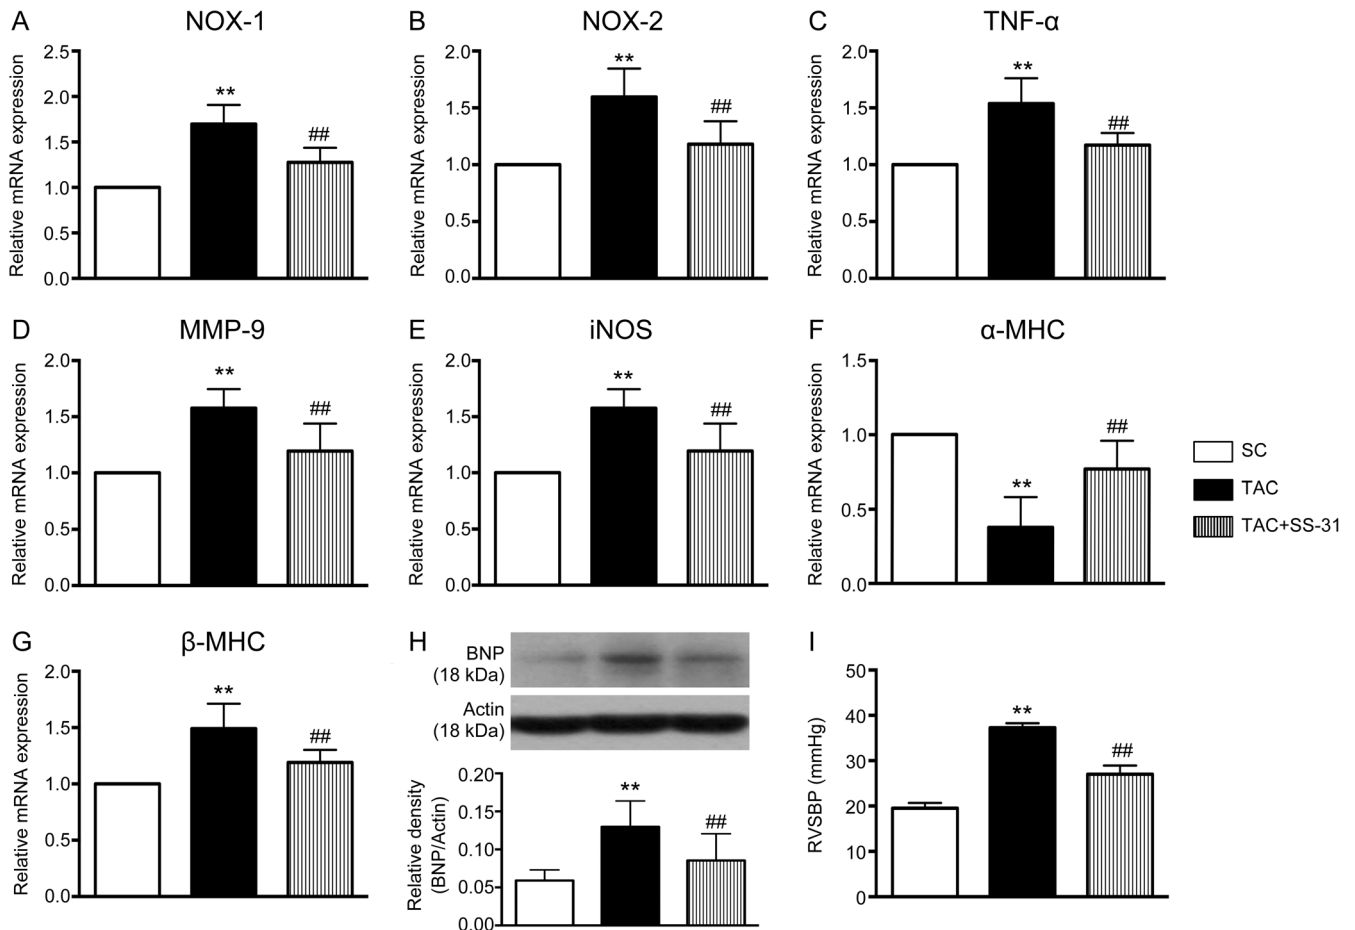 A NOX-1
Relative mRNA expression
2.5
2.0
1.5
1.0
0.5
0.0
**
##
B NOX-2
Relative mRNA expression
2.0
1.5
1.0
0.5
0.0
**
##
C TNF-α
Relative mRNA expression
2.0
1.5
1.0
0.5
0.0
**
##
D MMP-9
Relative mRNA expression
2.0
1.5
1.0
0.5
0.0
**
##
E iNOS
Relative mRNA expression
2.0
1.5
1.0
0.5
0.0
**
##
F α-MHC
Relative mRNA expression
1.5
1.0
0.5
0.0
**
##
SC
TAC
TAC+SS-31
G β-MHC
Relative mRNA expression
2.0
1.5
1.0
0.5
0.0
**
##
H
BNP
(18 kDa)
Actin
(18 kDa)
Relative density
(BNP/Actin)
0.20
0.15
0.10
0.05
0.00
**
##
I
RVSBP (mmHg)
50
40
30
20
10
0
**
##